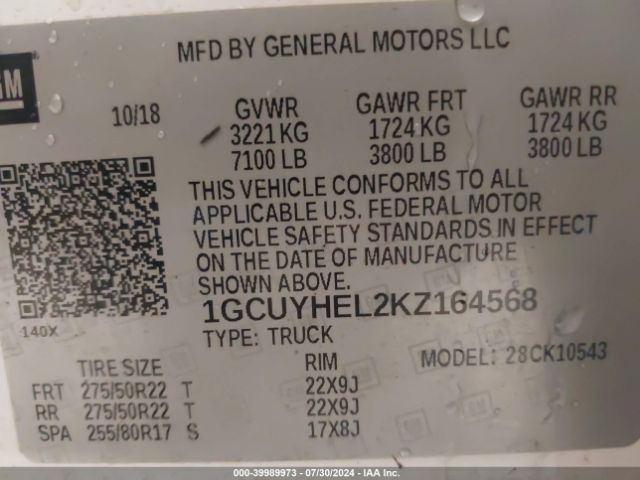 MFD BY GENERAL MOTORS LLC
GM
10/18
GVWR GAWR FRT GAWR RR
3221 KG 1724 KG 1724 KG
7100 LB 3800 LB 3800 LB
THIS VEHICLE CONFORMS TO ALL
APPLICABLE U.S. FEDERAL MOTOR
VEHICLE SAFETY STANDARDS IN EFFECT
ON THE DATE OF MANUFACTURE
SHOWN ABOVE.
1GCUYHEL2KZ164568
140X
TYPE: TRUCK
MODEL: 28CK10543
TIRE SIZE RIM
FRT 275/50R22 T 22X9J
RR 275/50R22 T 22X9J
SPA 255/80R17 S 17X8J
000-39989973 - 07/30/2024 - IAA Inc.